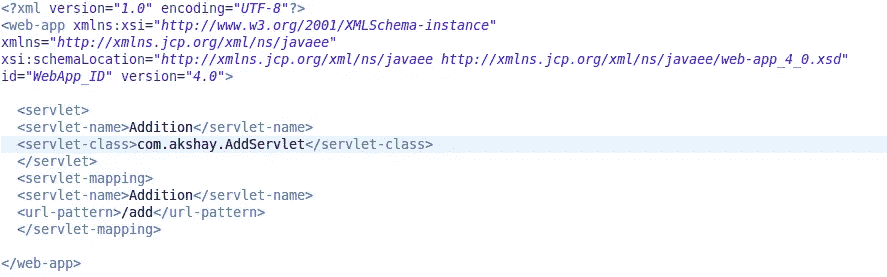 <?xml version="1.0" encoding="UTF-8"?>
<web-app xmlns:xsi="http://www.w3.org/2001/XMLSchema-instance"
xmlns="http://xmlns.jcp.org/xml/ns/javaee"
xsi:schemaLocation="http://xmlns.jcp.org/xml/ns/javaee http://xmlns.jcp.org/xml/ns/javaee/web-app_4_0.xsd"
id="WebApp_ID" version="4.0">
<servlet>
<servlet-name>Addition</servlet-name>
<servlet-class>com.akshay.AddServlet</servlet-class>
</servlet>
<servlet-mapping>
<servlet-name>Addition</servlet-name>
<url-pattern>/add</url-pattern>
</servlet-mapping>
</web-app>